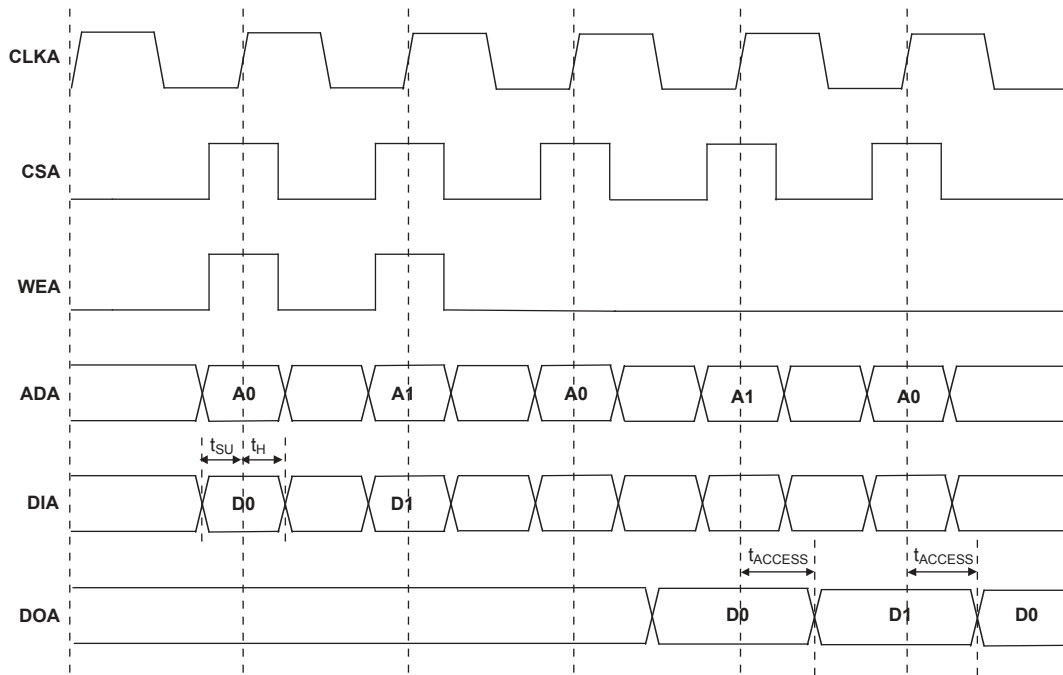 CLKA
CSA
WEA
ADA A0 A1 A0 A1 A0
tSU tH
DIA D0 D1
tACCESS tACCESS
DOA D0 D1 D0